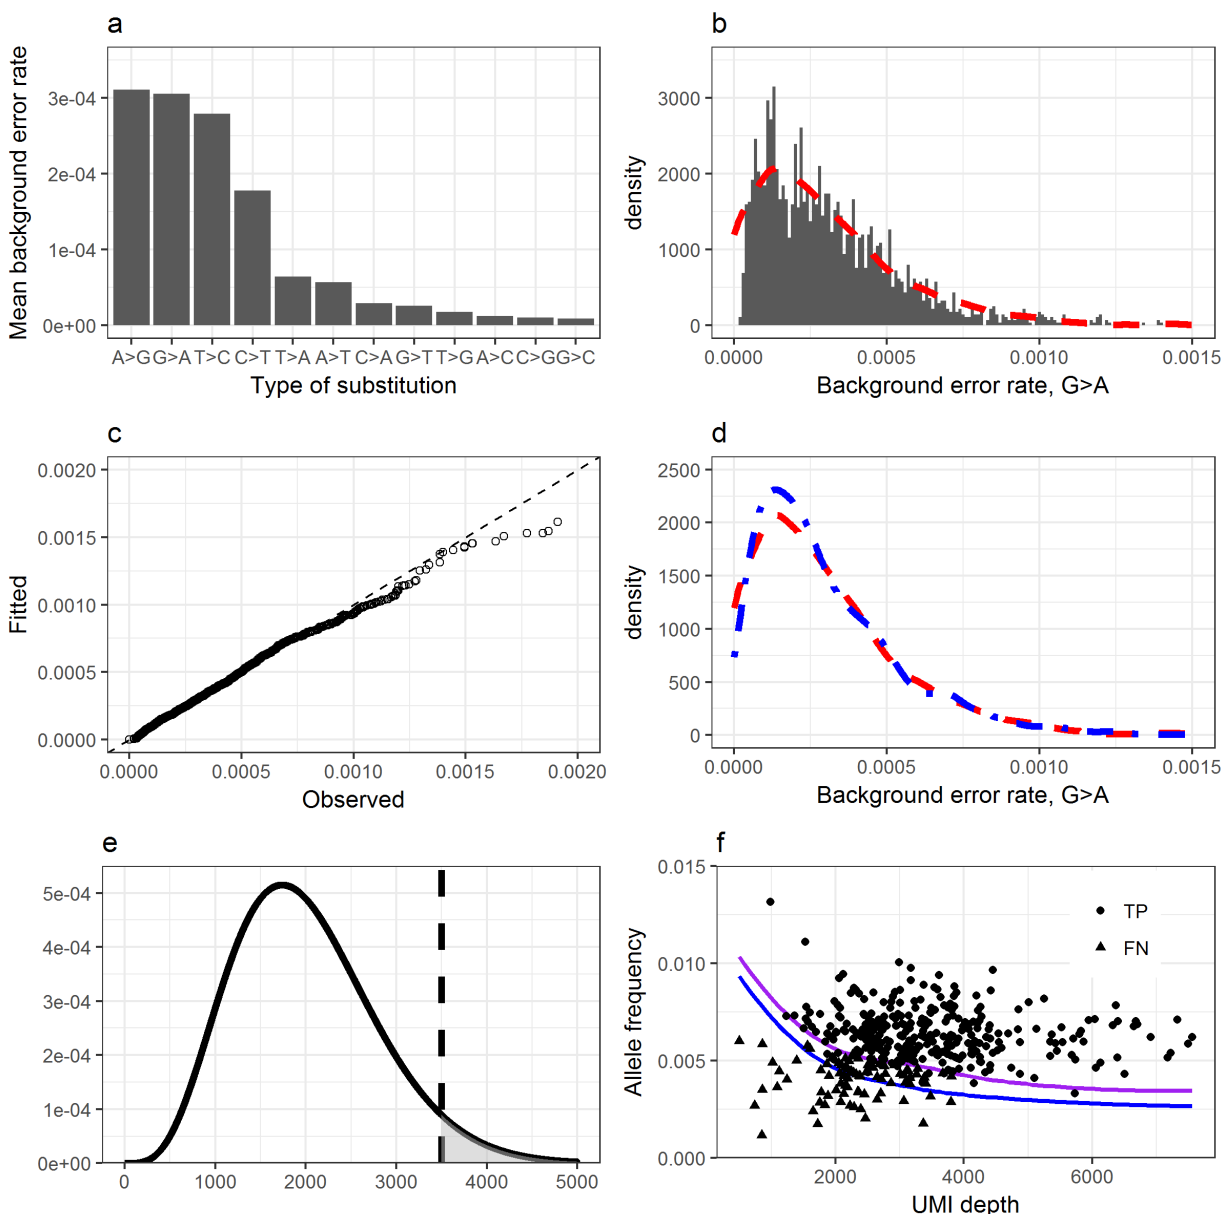 a
Mean background error rate
3e-04
2e-04
1e-04
0e+00
A>G G>A T>C C>T T>A A>T C>A G>T T>G A>C C>G G>C
Type of substitution
b
density
3000
2000
1000
0
0.0000 0.0005 0.0010 0.0015
Background error rate, G>A
c
Fitted
0.0020
0.0015
0.0010
0.0005
0.0000
0.0000 0.0005 0.0010 0.0015 0.0020
Observed
d
density
2500
2000
1500
1000
500
0
0.0000 0.0005 0.0010 0.0015
Background error rate, G>A
e
5e-04
4e-04
3e-04
2e-04
1e-04
0e+00
0 1000 2000 3000 4000 5000
f
Allele frequency
0.015
0.010
0.005
0.000
TP
FN
2000 4000 6000
UMI depth